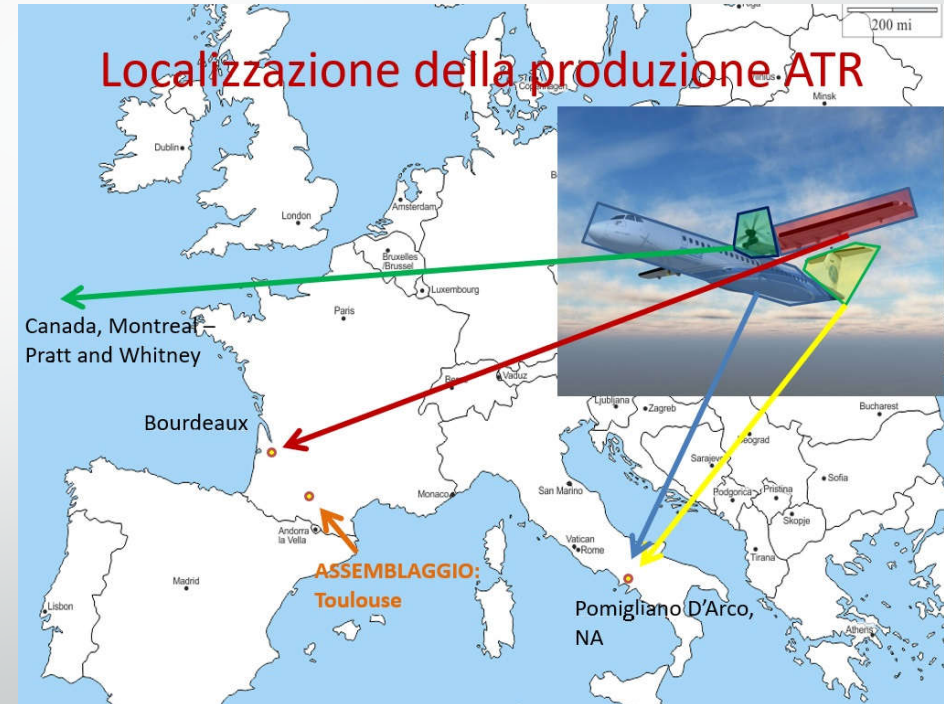 Localizzazione della produzione ATR
200 mi
Vilnius
Minsk
Copenhagen
Dublin
London
Amsterdam
Bruxelles
/Brussel
Luxembourg
Paris
Canada, Montreal –
Pratt and Whitney
Vaduz
Bourdeaux
Ljubljana
Zagreb
Bucharest
Sarajevo
San Marino
Monaco
Sofia
Podgorica
Pristina
Skopje
Andorra
la Vella
Vatican
Rome
Tirana
ASSEMBLAGGIO:
Toulouse
Madrid
Lisbon
Pomigliano D'Arco,
NA
Athens